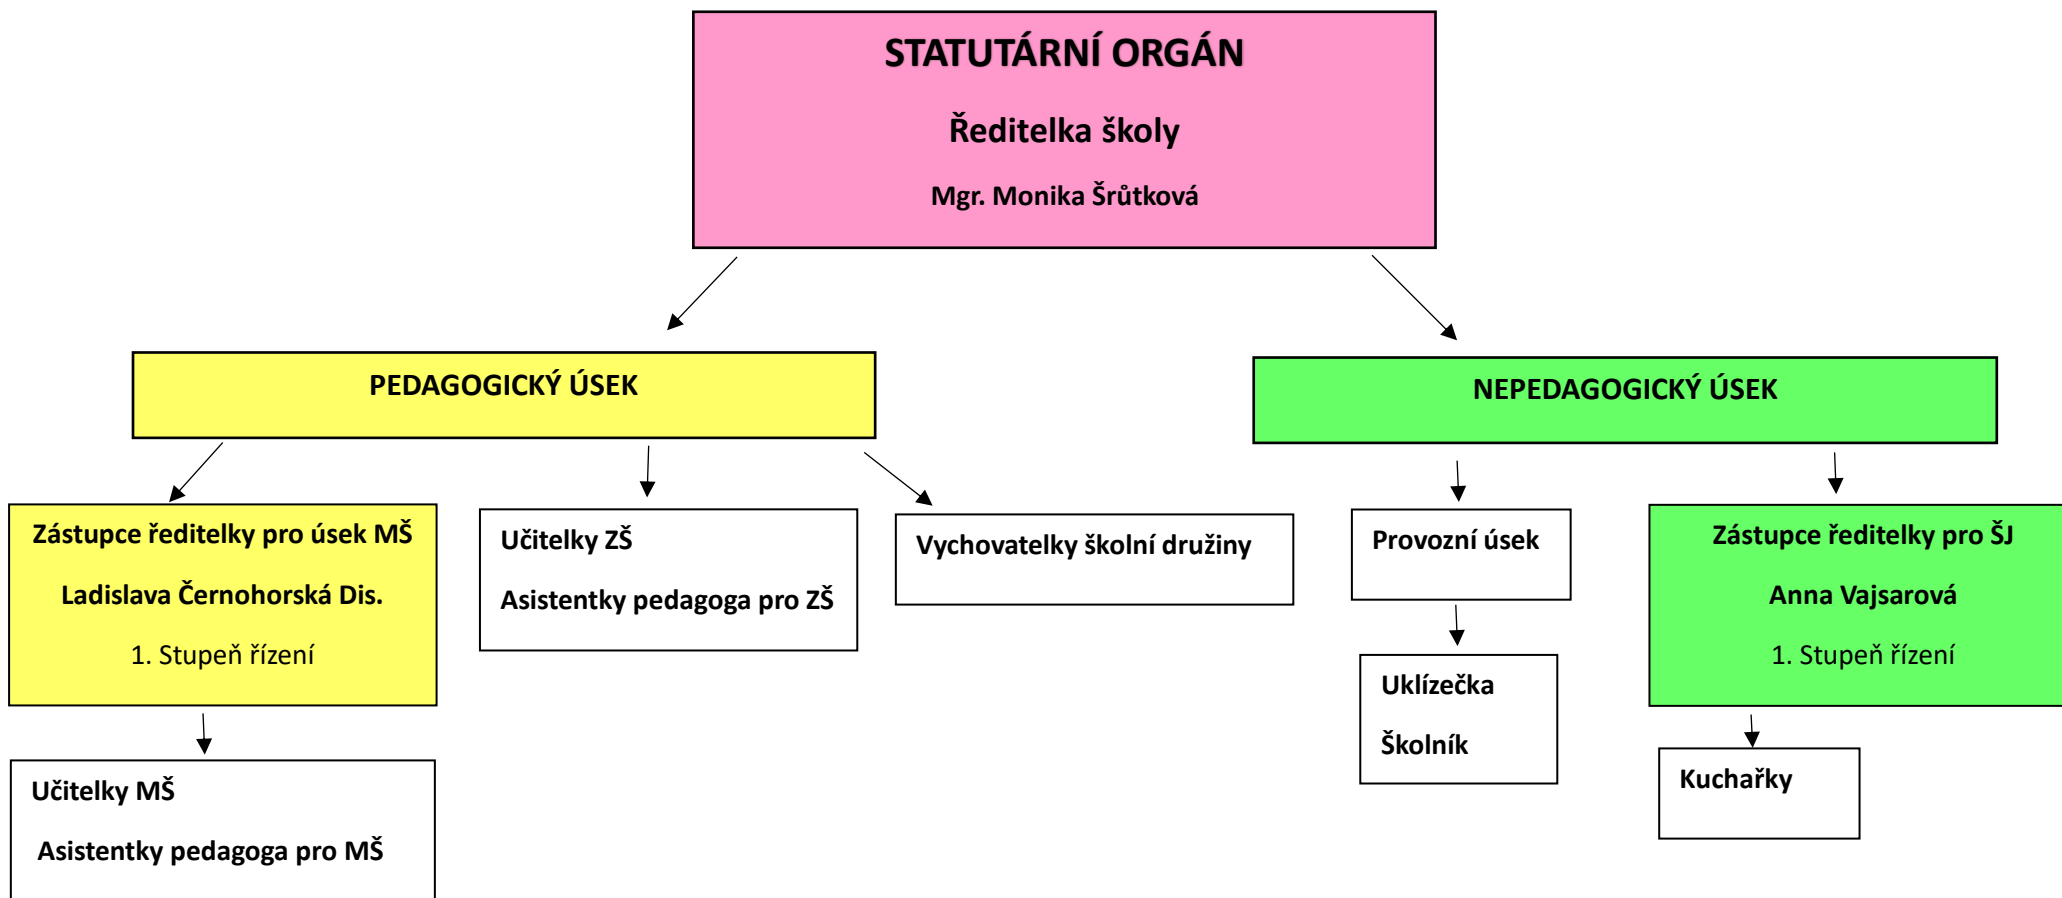 STATUTÁRNÍ ORGÁN
Ředitelka školy
Mgr. Monika Šrůtková
PEDAGOGICKÝ ÚSEK
NEPEDAGOGICKÝ ÚSEK
Zástupce ředitelky pro úsek MŠ
Ladislava Černohorská Dis.
1. Stupeň řízení
Učitelky ZŠ
Asistentky pedagoga pro ZŠ
Vychovatelky školní družiny
Provozní úsek
Zástupce ředitelky pro ŠJ
Anna Vajsarová
1. Stupeň řízení
Uklízečka
Školník
Učitelky MŠ
Asistentky pedagoga pro MŠ
Kuchařky